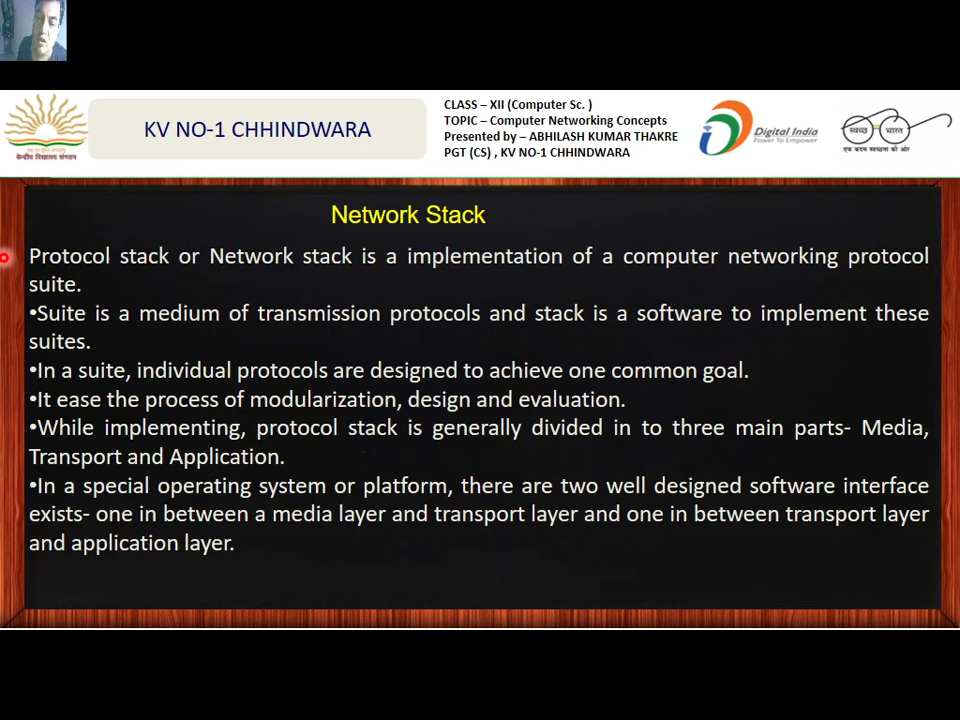 KV NO-1 CHHINDWARA
CLASS – XII (Computer Sc. )
TOPIC – Computer Networking Concepts
Presented by – ABHILASH KUMAR THAKRE
PGT (CS) , KV NO-1 CHHINDWARA
केन्द्रीय विद्यालय संगठन
Digital India
Power To Empower
स्वच्छ भारत
एक कदम स्वच्छता की ओर
Network Stack
Protocol stack or Network stack is a implementation of a computer networking protocol
suite.
•Suite is a medium of transmission protocols and stack is a software to implement these
suites.
•In a suite, individual protocols are designed to achieve one common goal.
•It ease the process of modularization, design and evaluation.
•While implementing, protocol stack is generally divided in to three main parts- Media,
Transport and Application.
•In a special operating system or platform, there are two well designed software interface
exists- one in between a media layer and transport layer and one in between transport layer
and application layer.